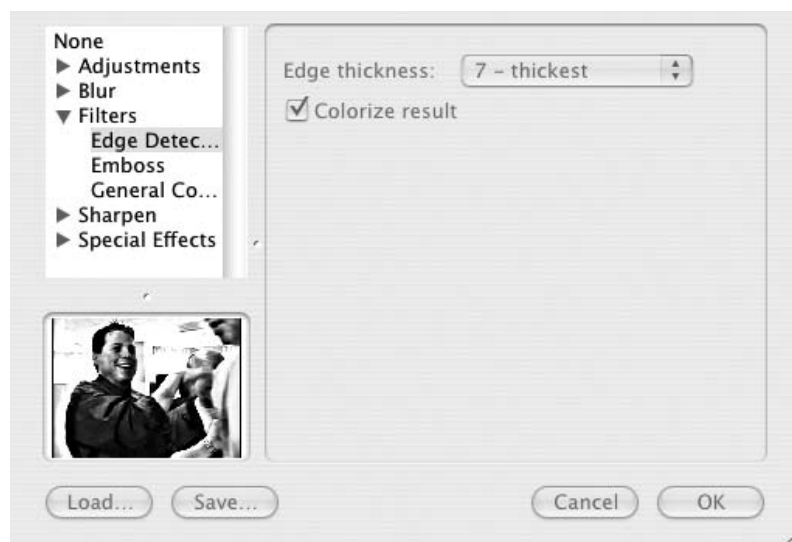 None
Adjustments
Blur
Filters
Edge Detec...
Emboss
General Co...
Sharpen
Special Effects
Edge thickness: 7 – thickest
Colorize result
Load... Save... Cancel OK